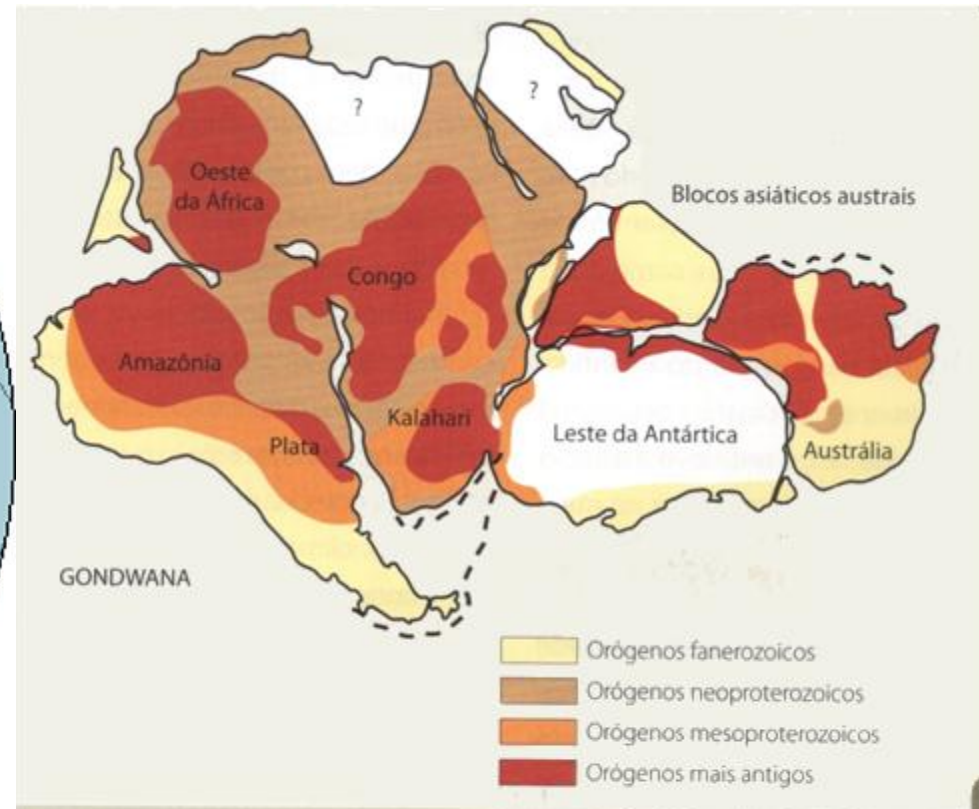 ?
?
Oeste
da África
Blocos asiáticos austrais
Congo
Amazônia
Kalahari
Plata
Leste da Antártica
Austrália
GONDWANA
Orógenos fanerozoicos
Orógenos neoproterozoicos
Orógenos mesoproterozoicos
Orógenos mais antigos